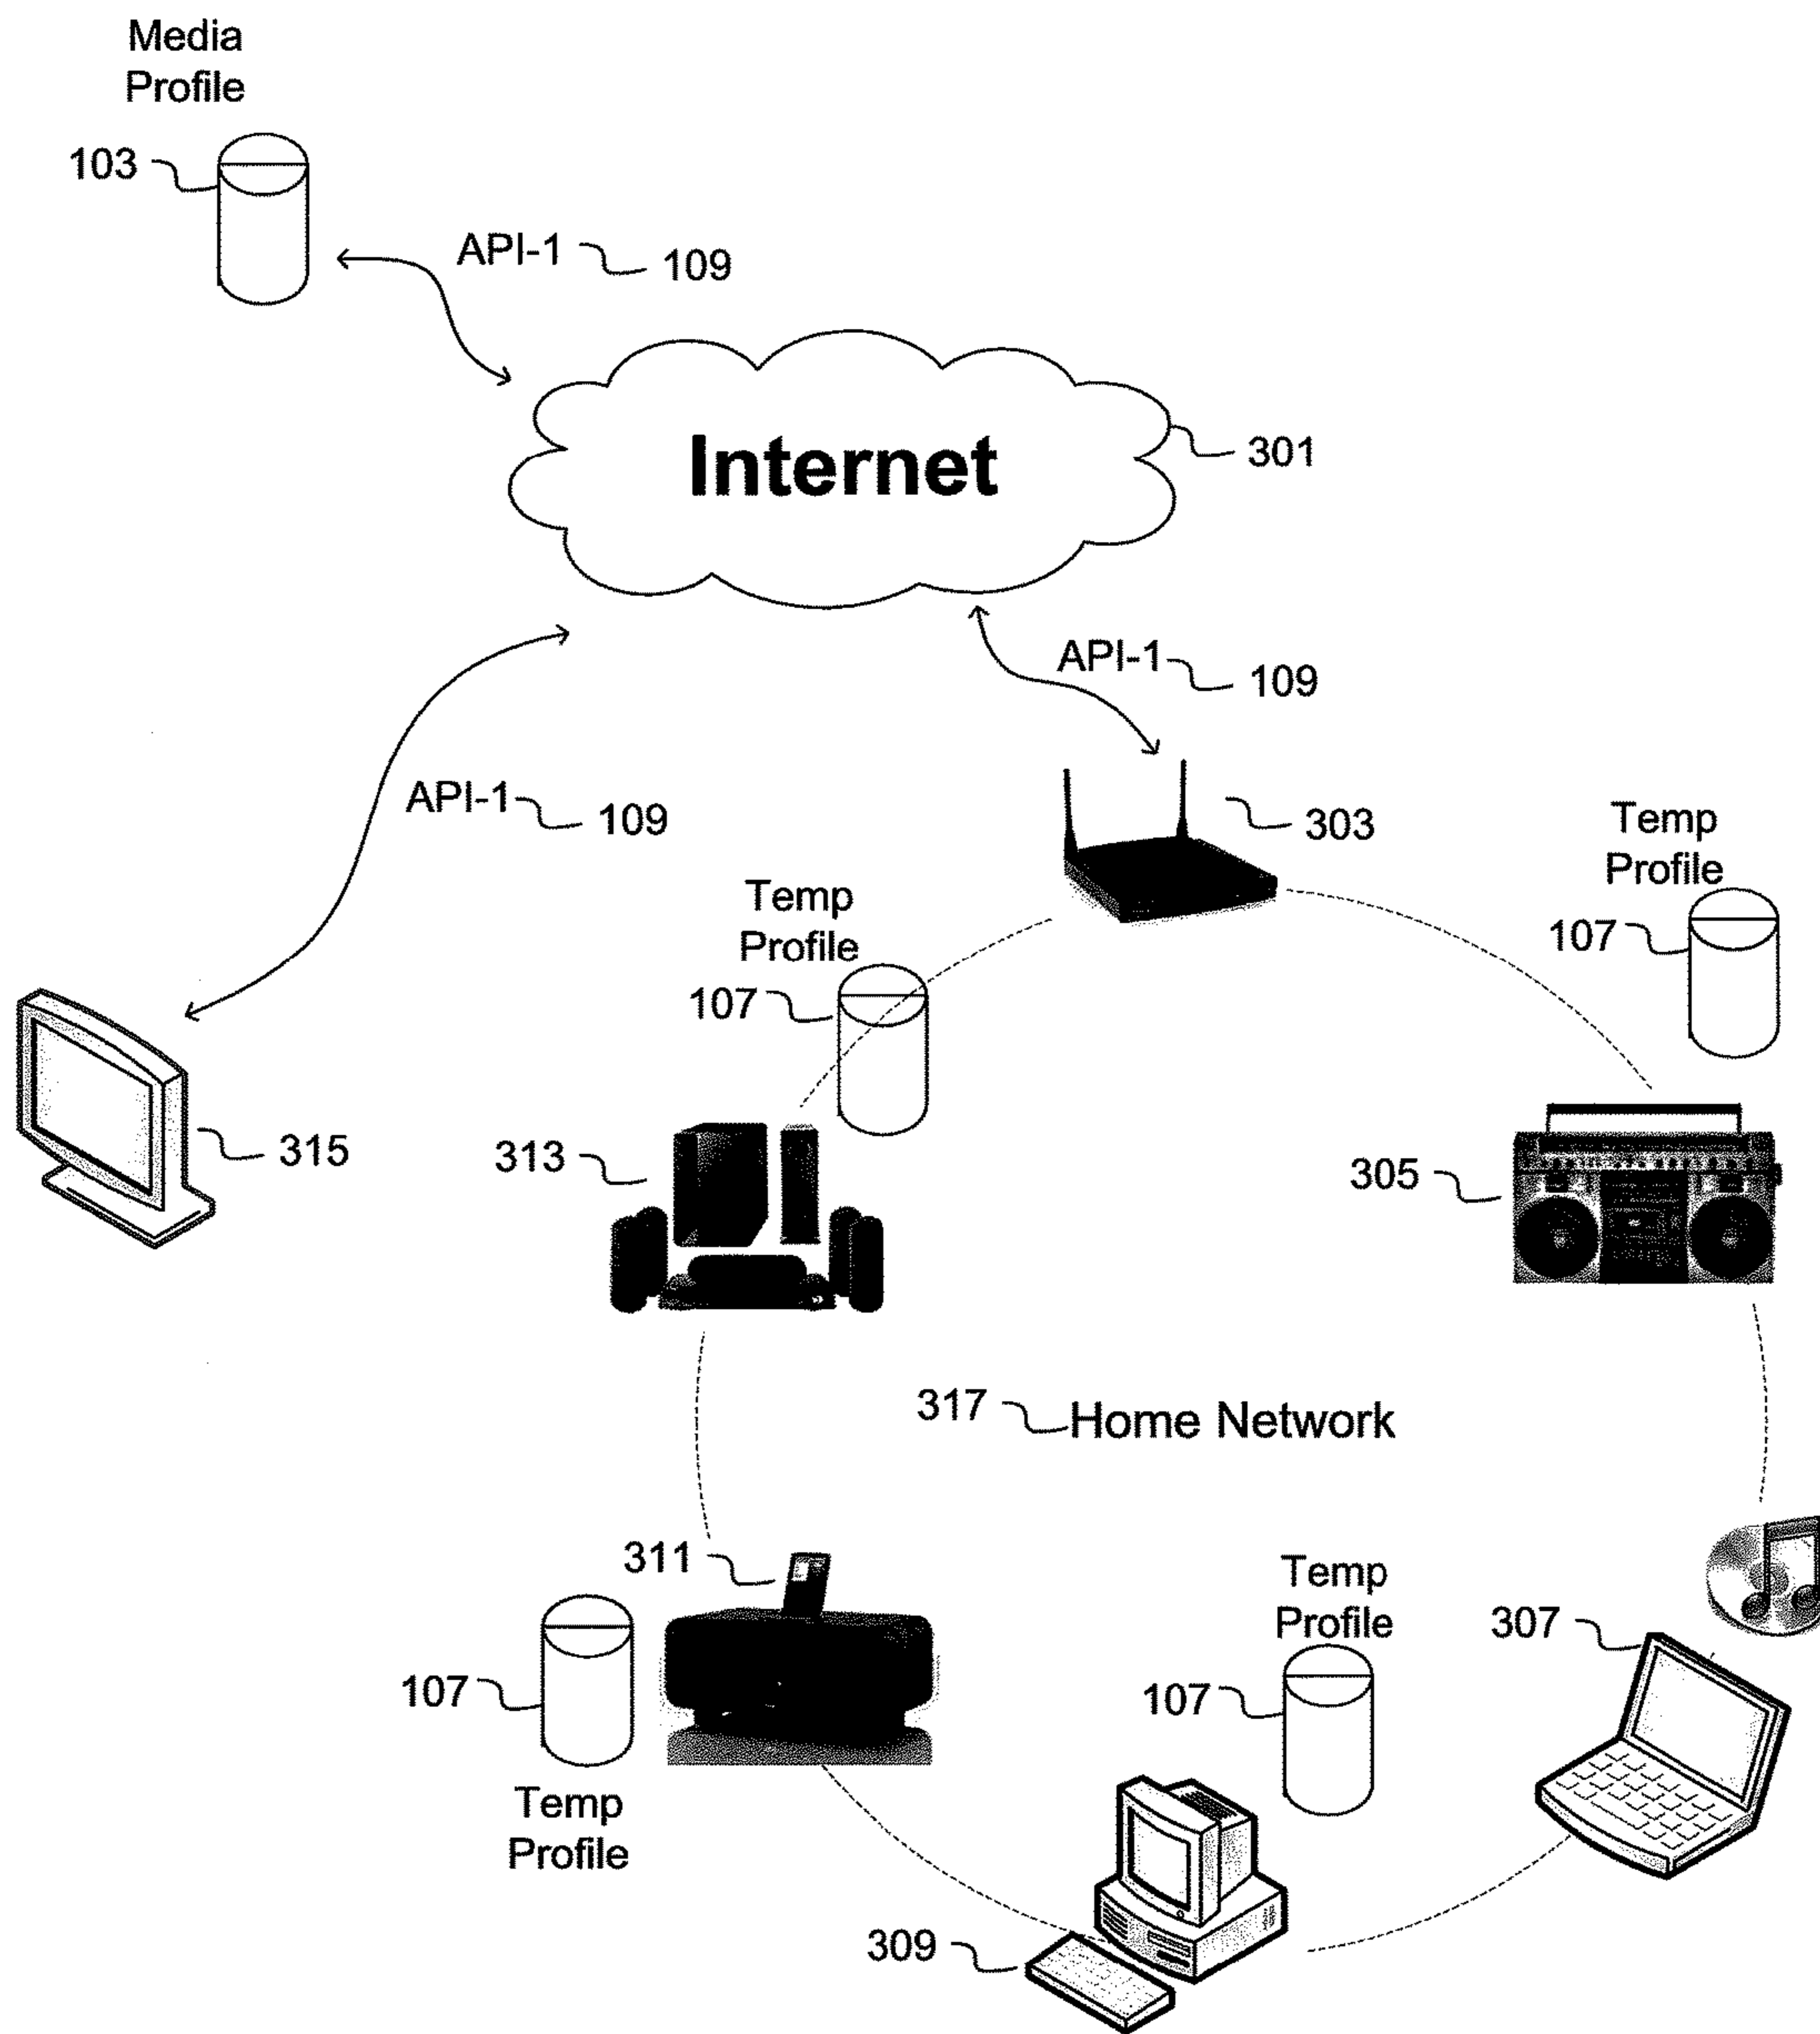 Media
Profile
103
API-1 109
Internet
301
API-1
109
API-1 109
303
Temp
Profile
107
Temp
Profile
107
315
313
305
317 Home Network
311
Temp
Profile
107
307
107
Temp
Profile
309